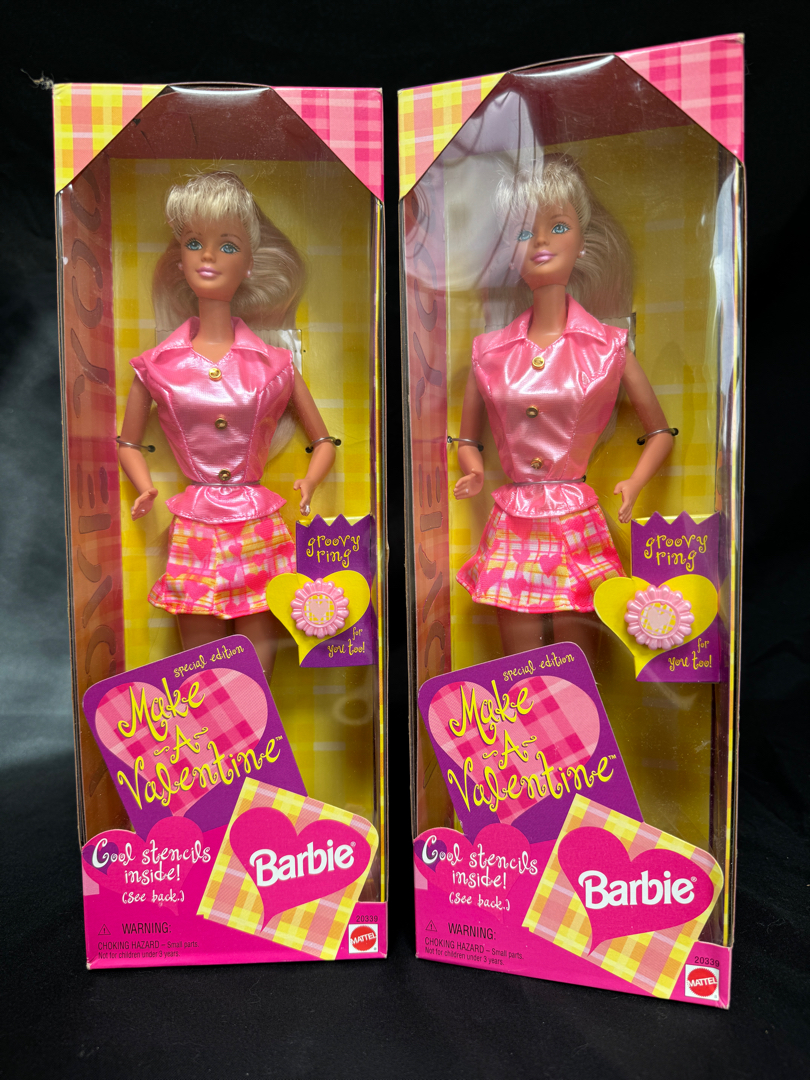 groovy
ring
for
you too!
special edition
Make
A
Valentine™
Cool stencils
inside!
(See back.)
Barbie®
WARNING:
CHOKING HAZARD – Small parts.
Not for children under 3 years.
20339
MATTEL
groovy
ring
for
you too!
special edition
Make
A
Valentine™
Cool stencils
inside!
(See back.)
Barbie®
WARNING:
CHOKING HAZARD – Small parts.
Not for children under 3 years.
20339
MATTEL